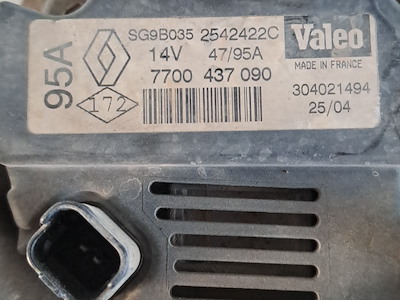 95A
SG9B035 2542422C
14V 47/95A
7700 437 090
172
Valeo
MADE IN FRANCE
304021494
25/04